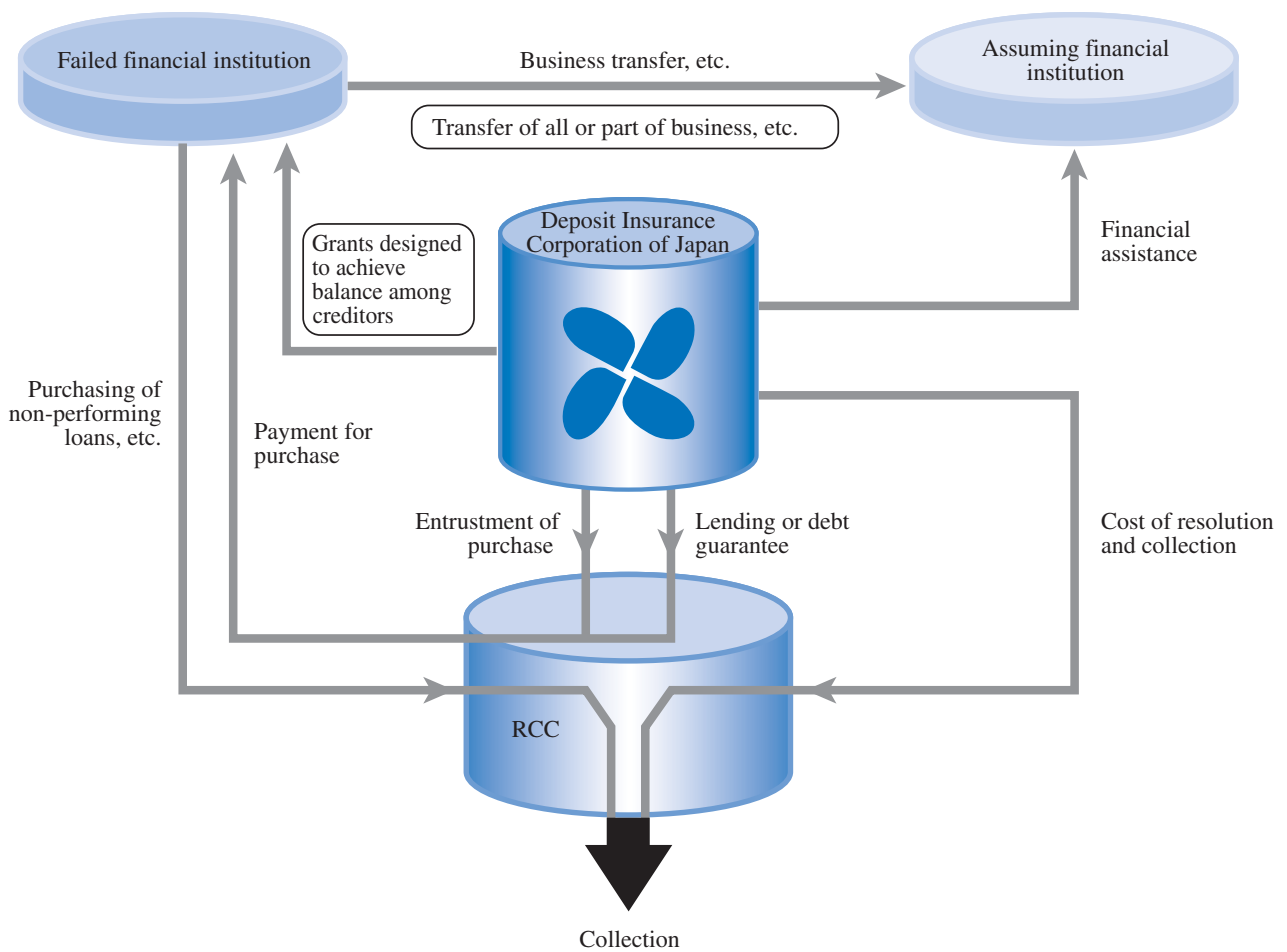 Failed financial institution
Business transfer, etc.
Assuming financial
institution
Transfer of all or part of business, etc.
Deposit Insurance
Corporation of Japan
Grants designed
to achieve
balance among
creditors
Financial
assistance
Purchasing of
non-performing
loans, etc.
Payment for
purchase
Entrustment of
purchase
Lending or debt
guarantee
Cost of resolution
and collection
RCC
Collection